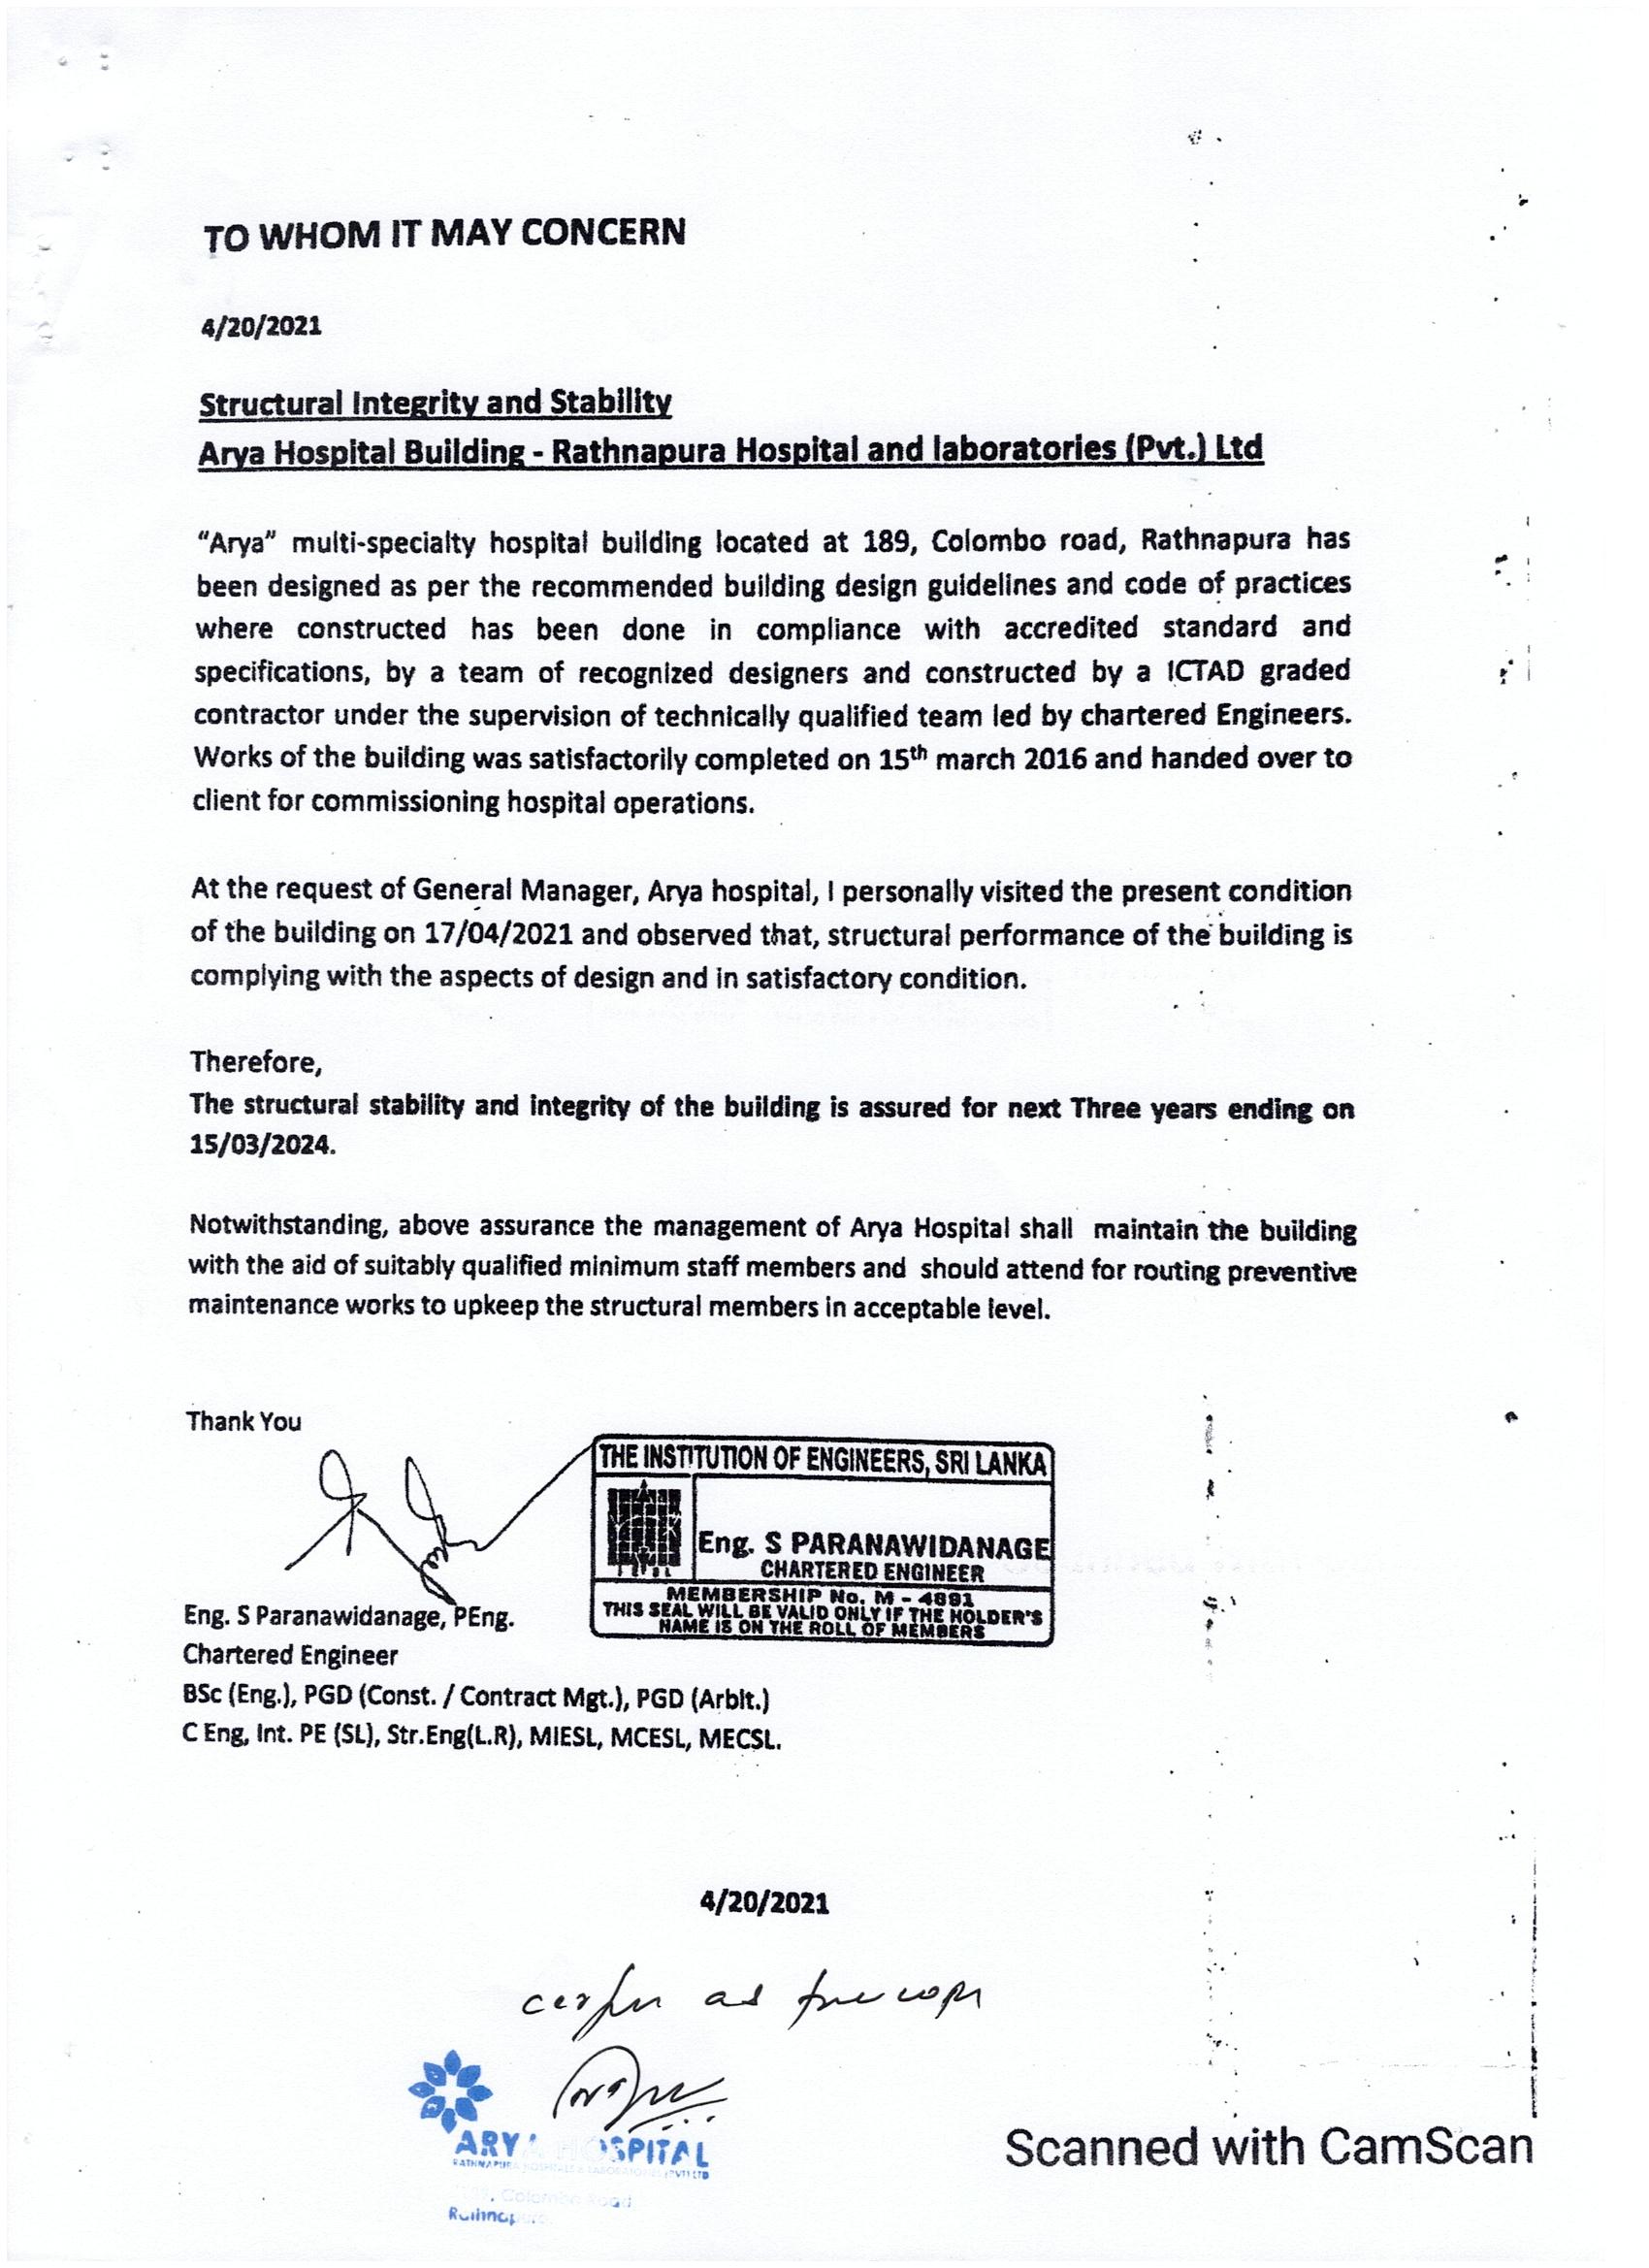 TO WHOM IT MAY CONCERN
4/20/2021
Structural Integrity and Stability
Arya Hospital Building - Rathnapura Hospital and laboratories (Pvt.) Ltd
“Arya” multi-specialty hospital building located at 189, Colombo road, Rathnapura has
been designed as per the recommended building design guidelines and code of practices
where constructed has been done in compliance with accredited standard and
specifications, by a team of recognized designers and constructed by a ICTAD graded
contractor under the supervision of technically qualified team led by chartered Engineers.
Works of the building was satisfactorily completed on 15th march 2016 and handed over to
client for commissioning hospital operations.
At the request of General Manager, Arya hospital, I personally visited the present condition
of the building on 17/04/2021 and observed that, structural performance of the building is
complying with the aspects of design and in satisfactory condition.
Therefore,
The structural stability and integrity of the building is assured for next Three years ending on
15/03/2024.
Notwithstanding, above assurance the management of Arya Hospital shall maintain the building
with the aid of suitably qualified minimum staff members and should attend for routing preventive
maintenance works to upkeep the structural members in acceptable level.
Thank You
THE INSTITUTION OF ENGINEERS, SRI LANKA
Eng. S PARANAWIDANAGE
CHARTERED ENGINEER
MEMBERSHIP No. M - 4891
THIS SEAL WILL BE VALID ONLY IF THE HOLDER'S
NAME IS ON THE ROLL OF MEMBERS
Eng. S Paranawidanage, PEng.
Chartered Engineer
BSc (Eng.), PGD (Const. / Contract Mgt.), PGD (Arbit.)
C Eng, Int. PE (SL), Str.Eng(L.R), MIESL, MCESL, MECSL.
4/20/2021
as true copy
ARYA HOSPITAL
RATHNAPURA HOSPITAL & LABORATORIES (PVT) LTD
Colombo Road
Rathnapura
Scanned with CamScan